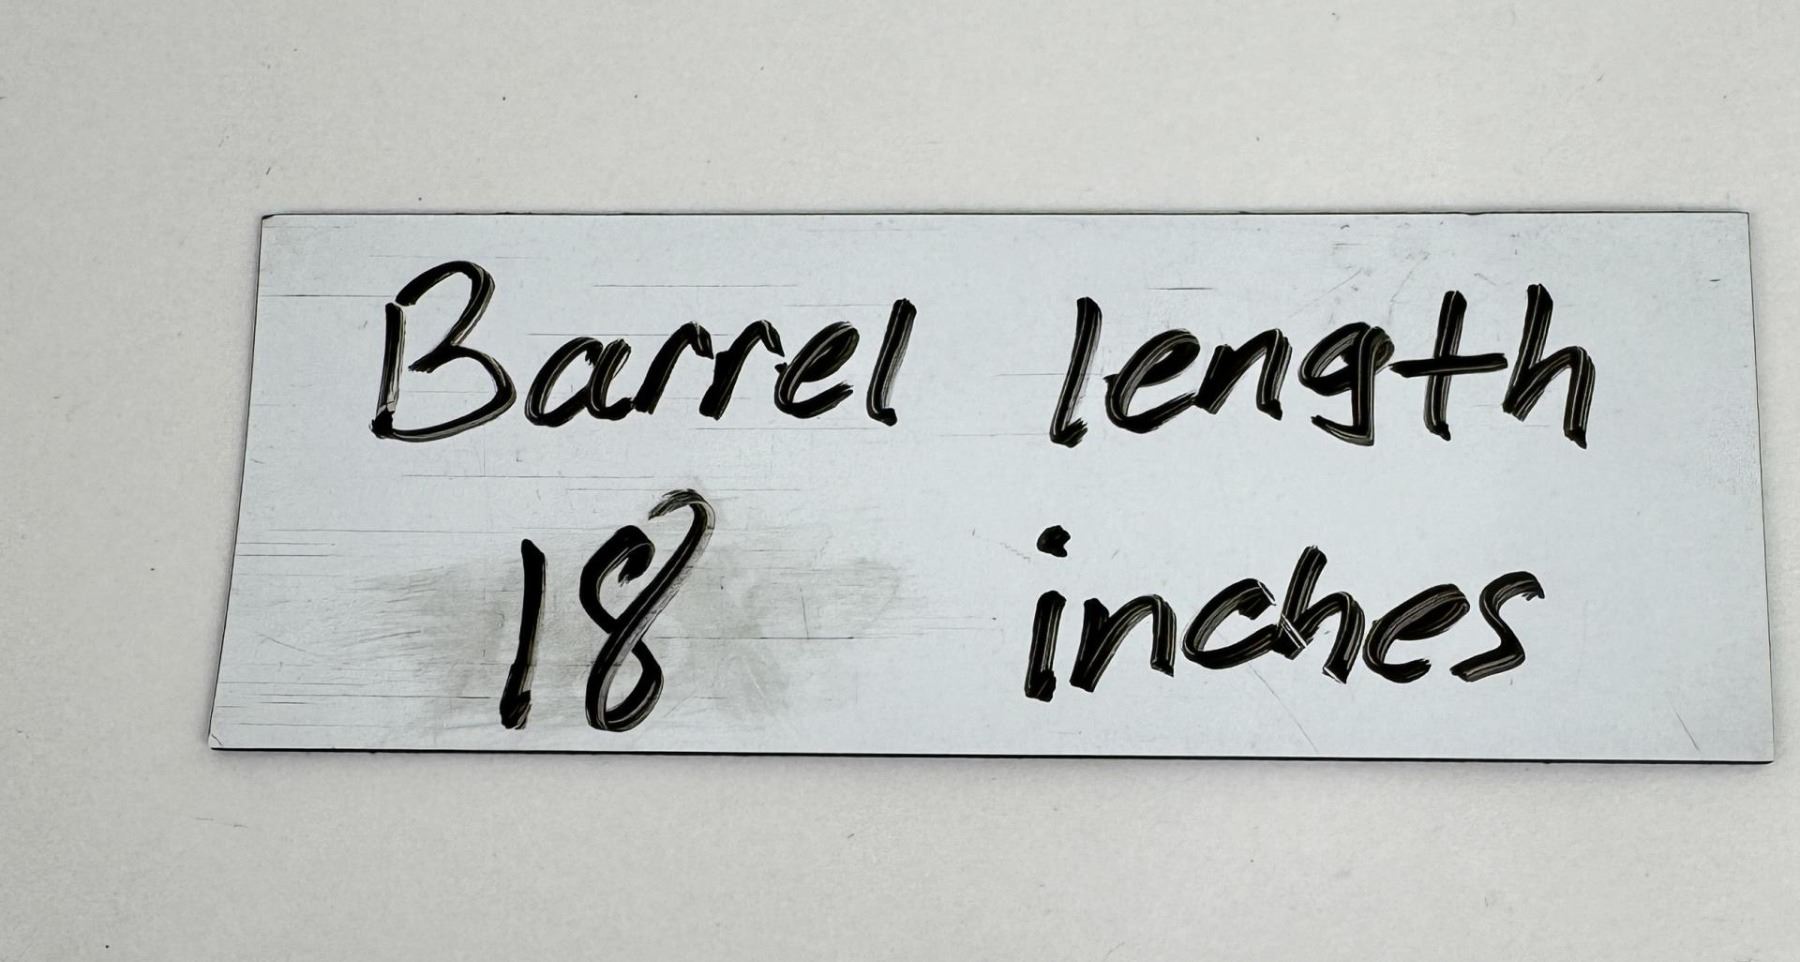 Barrel length
18 inches